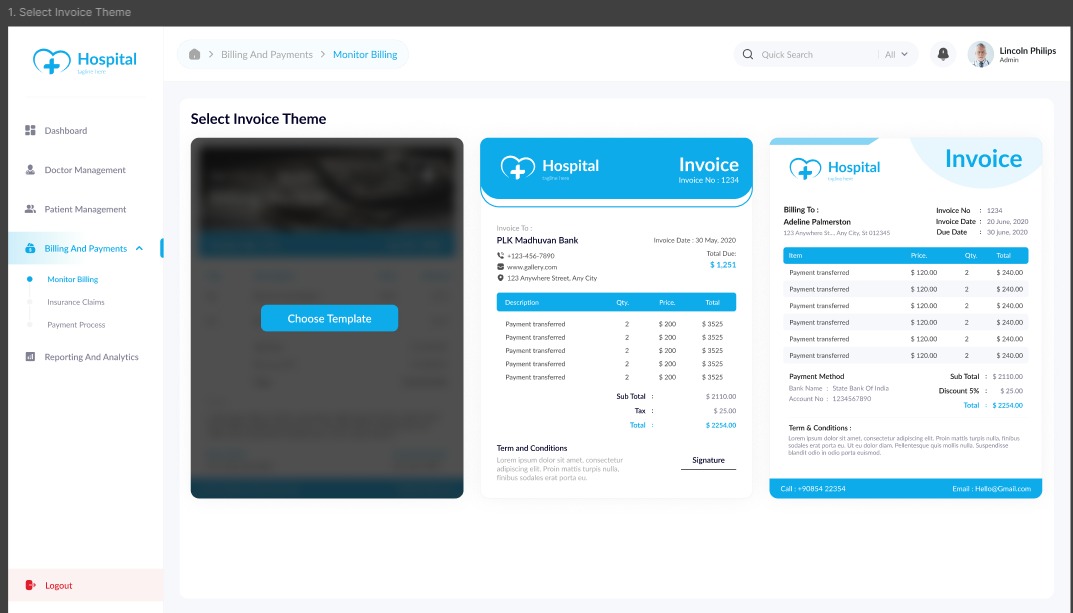 1. Select Invoice Theme
Hospital
tagline here
Billing And Payments
Monitor Billing
Quick Search
All
Lincoln Philips
Admin
Dashboard
Doctor Management
Patient Management
Billing And Payments
Monitor Billing
Insurance Claims
Payment Process
Reporting And Analytics
Logout
Select Invoice Theme
Choose Template
Hospital
tagline here
Invoice
Invoice No : 1234
Invoice To :
PLK Madhuvan Bank
Invoice Date : 30 May, 2020
+123-456-7890
Total Due:
www.gallery.com
$ 1,251
123 Anywhere Street, Any City
Description Qty. Price. Total
Payment transferred 2 $ 200 $ 3525
Payment transferred 2 $ 200 $ 3525
Payment transferred 2 $ 200 $ 3525
Payment transferred 2 $ 200 $ 3525
Payment transferred 2 $ 200 $ 3525
Sub Total : $ 2110.00
Tax : $ 25.00
Total : $ 2254.00
Term and Conditions
Lorem ipsum dolor sit amet, consectetur
adipiscing elit. Proin mattis turpis nulla,
finibus sodales erat porta eu.
Signature
Hospital
tagline here
Invoice
Billing To :
Adeline Palmerston
123 Anywhere St.., Any City, St 012345
Invoice No : 1234
Invoice Date : 20 June, 2020
Due Date : 30 june, 2020
Item Price. Qty. Total
Payment transferred $ 120.00 2 $ 240.00
Payment transferred $ 120.00 2 $ 240.00
Payment transferred $ 120.00 2 $ 240.00
Payment transferred $ 120.00 2 $ 240.00
Payment transferred $ 120.00 2 $ 240.00
Payment transferred $ 120.00 2 $ 240.00
Payment Method
Bank Name : State Bank Of India
Account No : 1234567890
Sub Total : $ 2110.00
Discount 5% : $ 25.00
Total : $ 2254.00
Term & Conditions :
Lorem ipsum dolor sit amet, consectetur adipiscing elit. Proin mattis turpis nulla, finibus
sodales erat porta eu. Ut eu dolor diam. Pellentesque quis mollis nulla. Suspendisse
blandit odio in odio porta euismod.
Call : +90854 22354
Email : Hello@Gmail.com